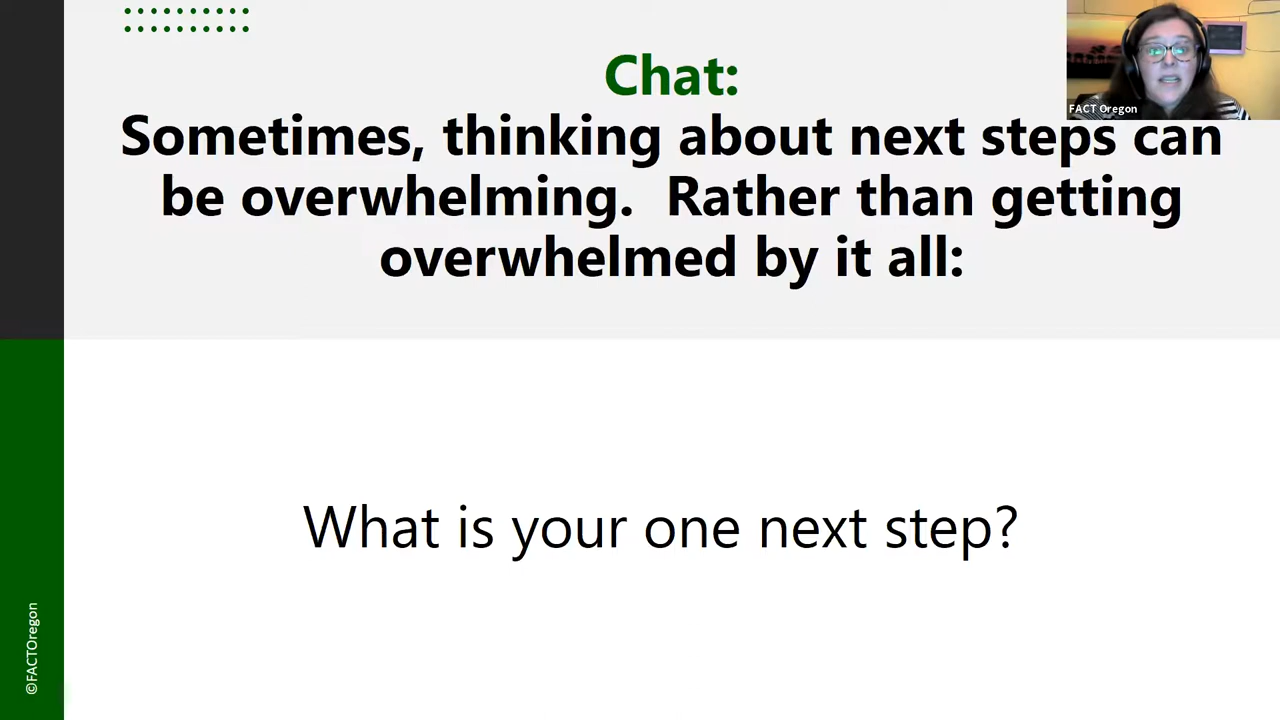 Chat:
Sometimes, thinking about next steps can
be overwhelming.  Rather than getting
overwhelmed by it all:
FACT Oregon
What is your one next step?
©FACTOregon